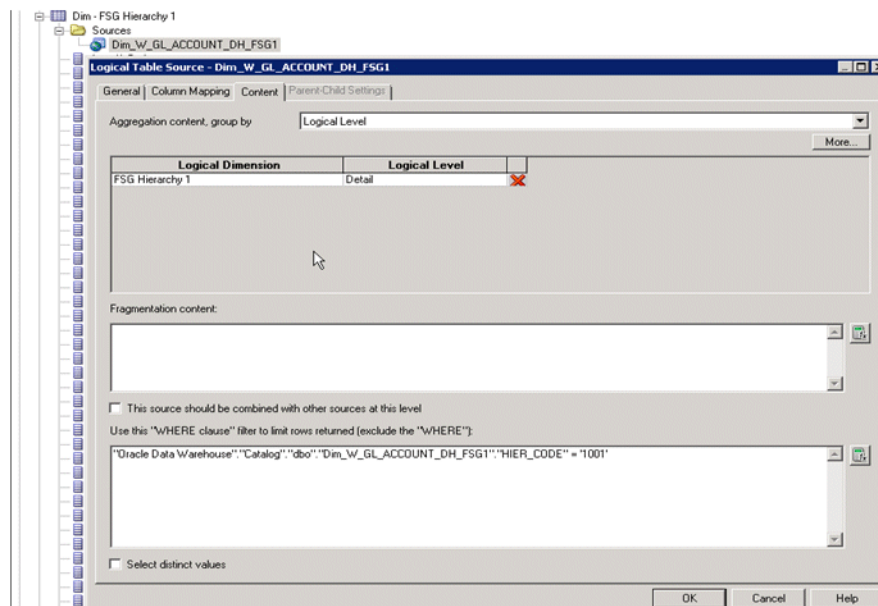 Dim - FSG Hierarchy 1
Sources
Dim_W_GL_ACCOUNT_DH_FSG1
Logical Table Source - Dim_W_GL_ACCOUNT_DH_FSG1
General Column Mapping Content Parent-Child Settings
Aggregation content, group by Logical Level
More...
Logical Dimension Logical Level
FSG Hierarchy 1 Detail
Fragmentation content:
This source should be combined with other sources at this level
Use this "WHERE clause" filter to limit rows returned (exclude the "WHERE"):
"Oracle Data Warehouse"."Catalog"."dbo"."Dim_W_GL_ACCOUNT_DH_FSG1"."HIER_CODE" = '1001'
Select distinct values
OK Cancel Help